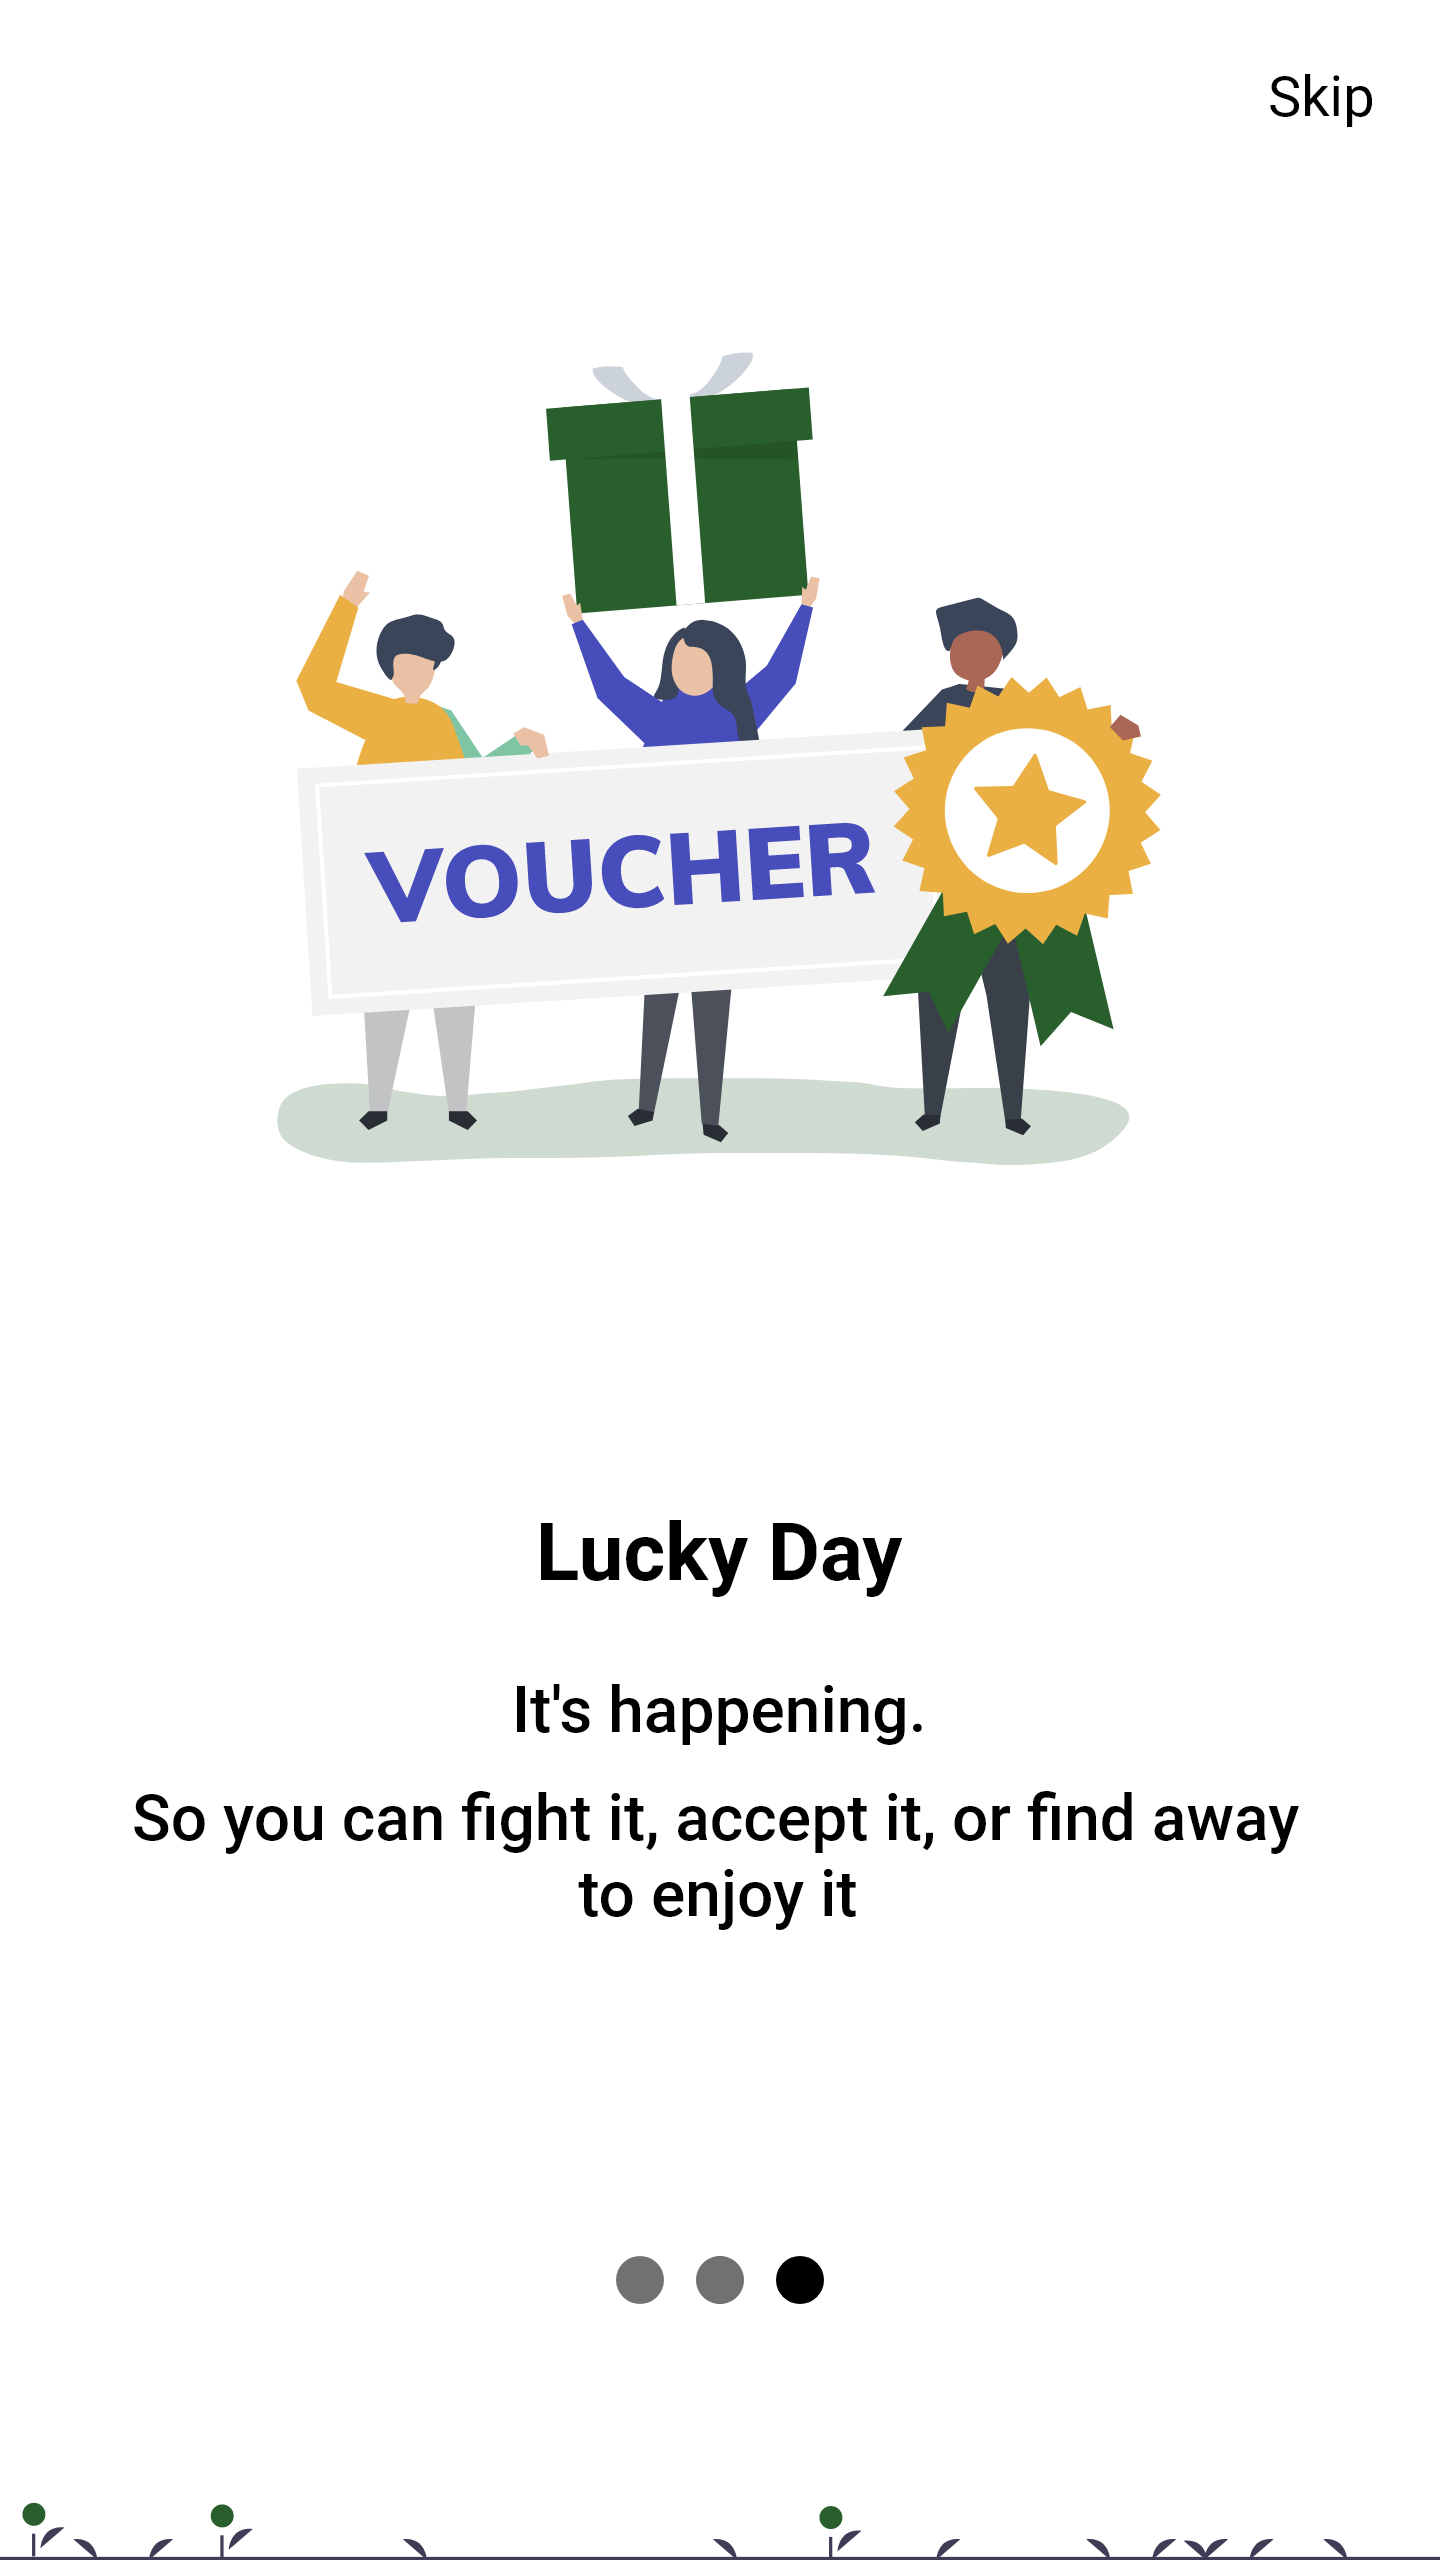 Skip
VOUCHER
Lucky Day
It's happening.
So you can fight it, accept it, or find away
to enjoy it